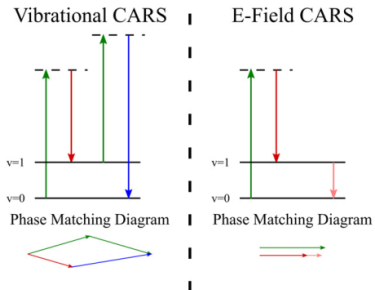 Vibrational CARS
E-Field CARS
v=1
v=0
v=1
v=0
Phase Matching Diagram
Phase Matching Diagram